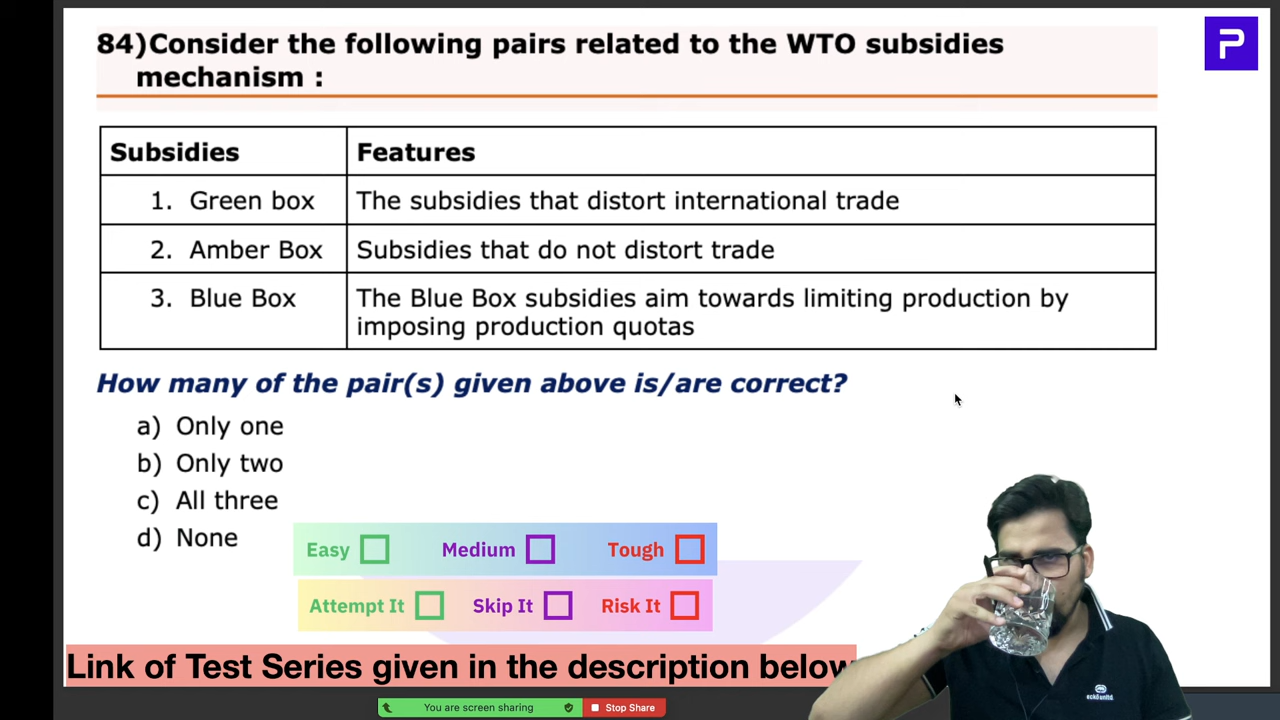 84)Consider the following pairs related to the WTO subsidies
mechanism :
P
Subsidies Features
1. Green box The subsidies that distort international trade
2. Amber Box Subsidies that do not distort trade
3. Blue Box The Blue Box subsidies aim towards limiting production by
imposing production quotas
How many of the pair(s) given above is/are correct?
a) Only one
b) Only two
c) All three
d) None
Easy Medium Tough
Attempt It Skip It Risk It
Link of Test Series given in the description below
ecko unltd
You are screen sharing Stop Share